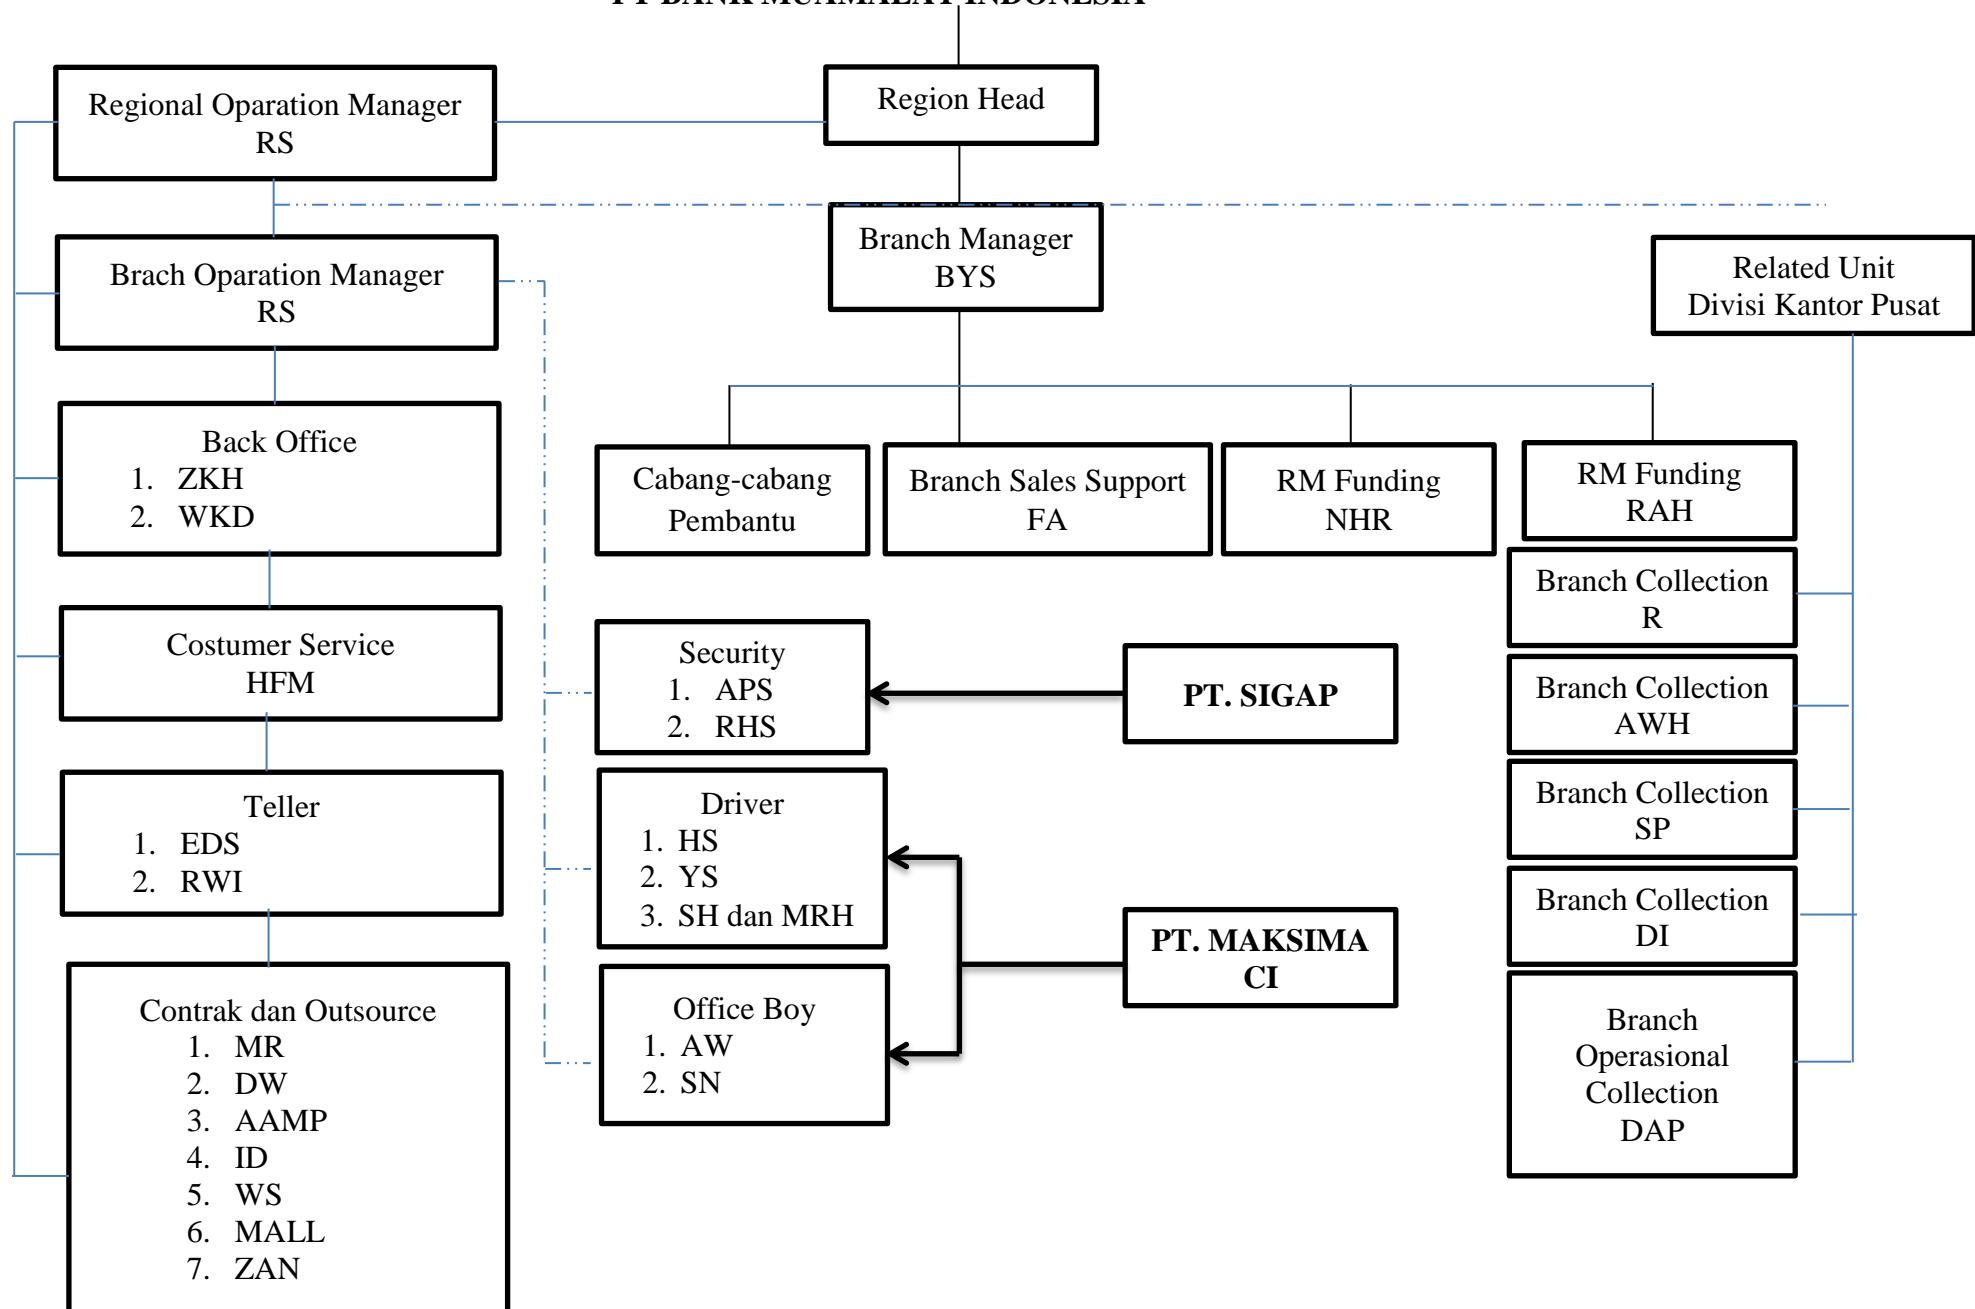 PT BANK MUAMALAT INDONESIA
Regional Oparation Manager
RS
Region Head
Brach Oparation Manager
RS
Branch Manager
BYS
Related Unit
Divisi Kantor Pusat
Back Office
1. ZKH
2. WKD
Cabang-cabang
Pembantu
Branch Sales Support
FA
RM Funding
NHR
RM Funding
RAH
Branch Collection
R
Costumer Service
HFM
Security
1. APS
2. RHS
PT. SIGAP
Branch Collection
AWH
Teller
1. EDS
2. RWI
Driver
1. HS
2. YS
3. SH dan MRH
Branch Collection
SP
Branch Collection
DI
PT. MAKSIMA
CI
Contrak dan Outsource
1. MR
2. DW
3. AAMP
4. ID
5. WS
6. MALL
7. ZAN
Office Boy
1. AW
2. SN
Branch
Operasional
Collection
DAP